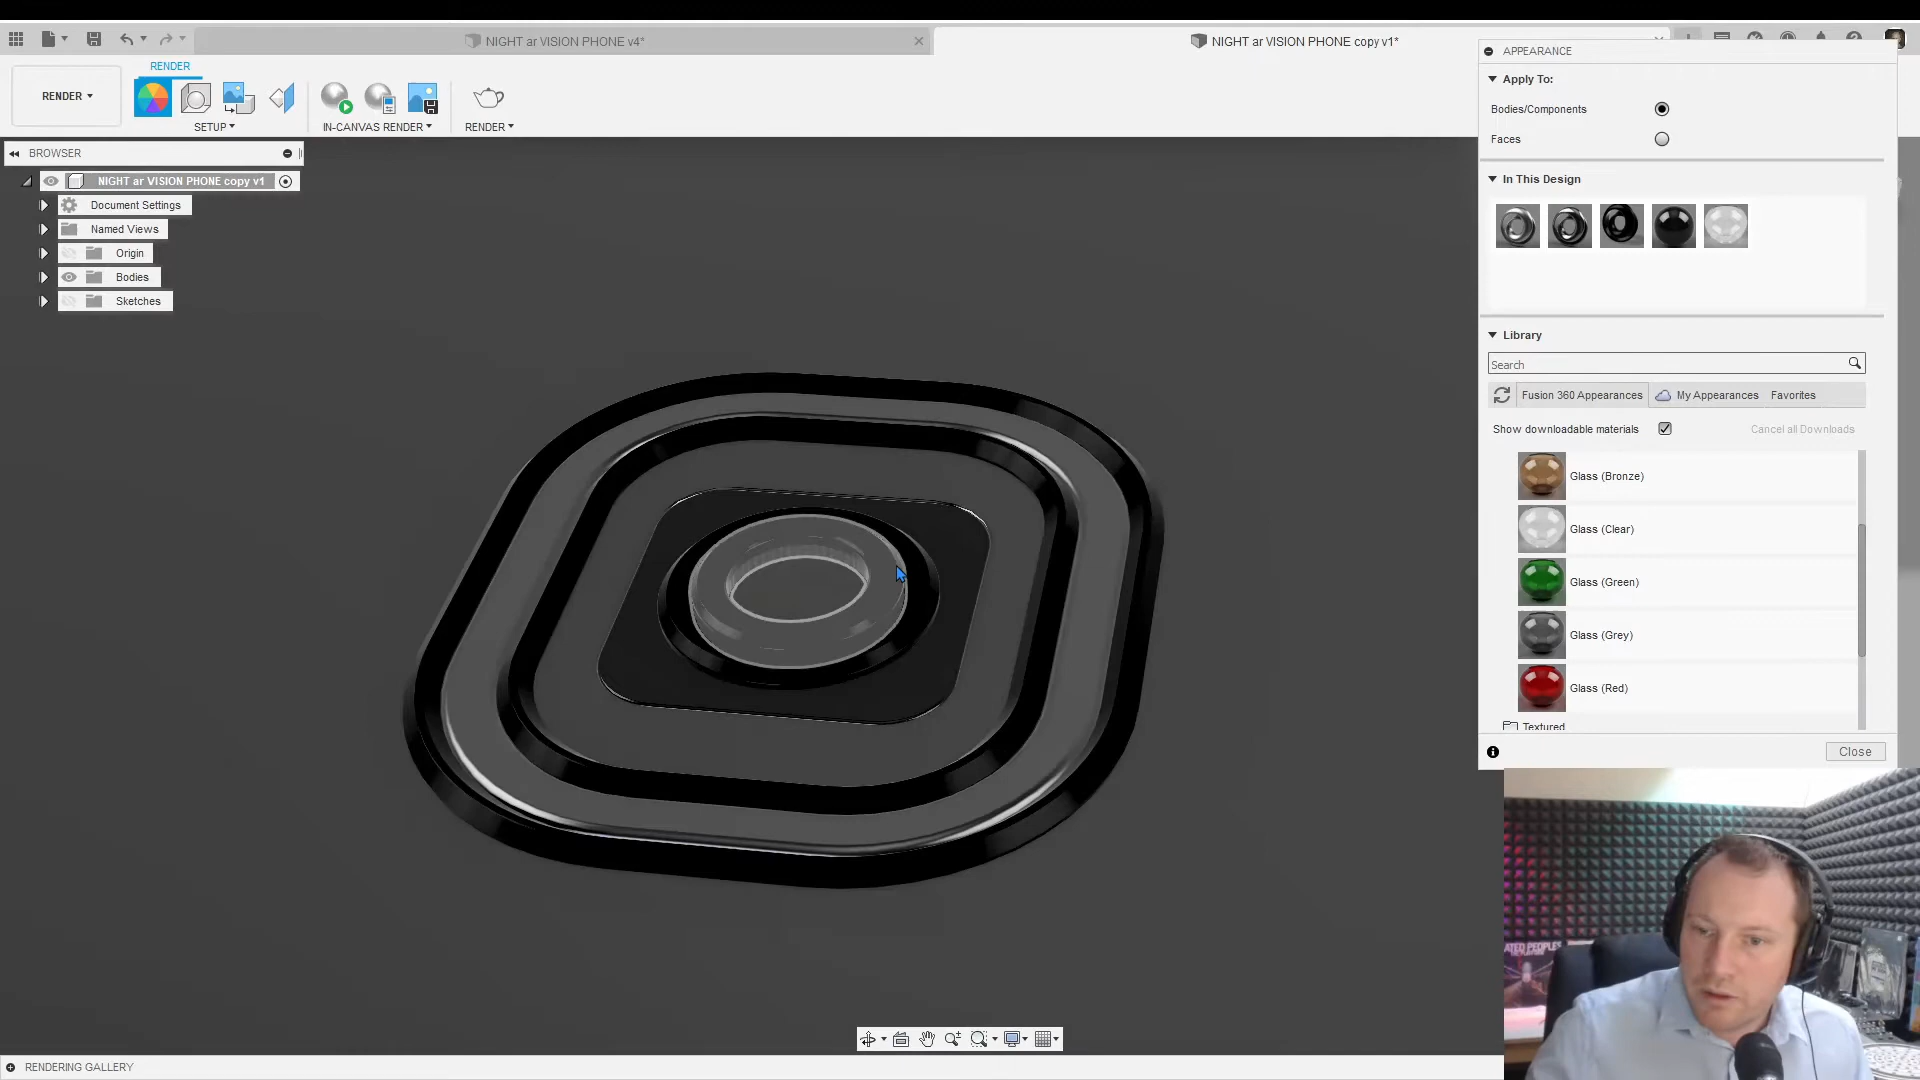 NIGHT ar VISION PHONE v4*
NIGHT ar VISION PHONE copy v1*
RENDER
RENDER
SETUP
IN-CANVAS RENDER
RENDER
BROWSER
NIGHT ar VISION PHONE copy v1
Document Settings
Named Views
Origin
Bodies
Sketches
APPEARANCE
Apply To:
Bodies/Components
Faces
In This Design
Library
Search
Fusion 360 Appearances
My Appearances
Favorites
Show downloadable materials
Cancel all Downloads
Glass (Bronze)
Glass (Clear)
Glass (Green)
Glass (Grey)
Glass (Red)
Textured
Close
RENDERING GALLERY